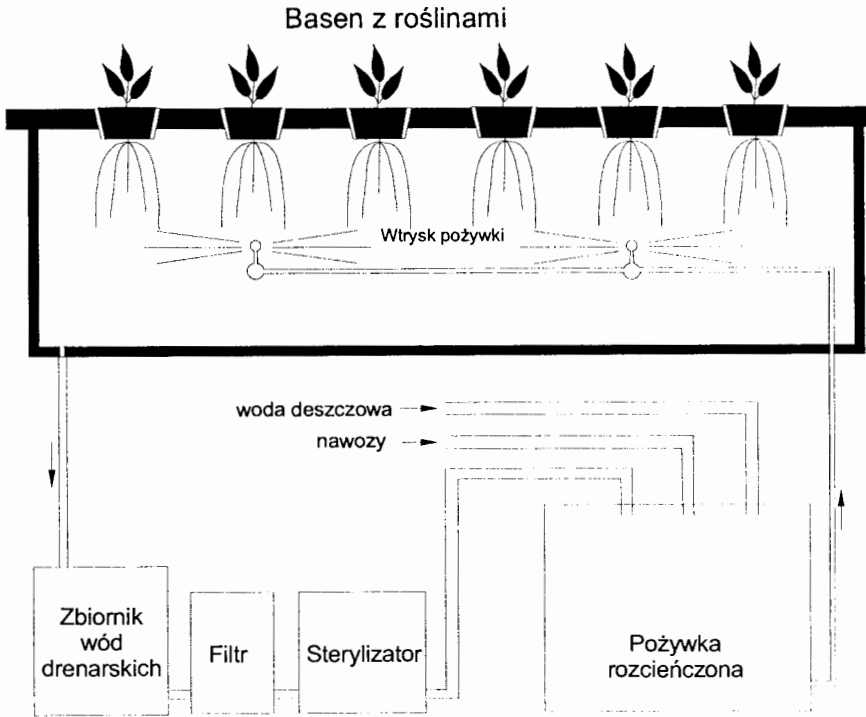 Basen z roślinami
Wtrysk pożywki
woda deszczowa
nawozy
Zbiornik
wód
drenarskich
Filtr
Sterylizator
Pożywka
rozcieńczona